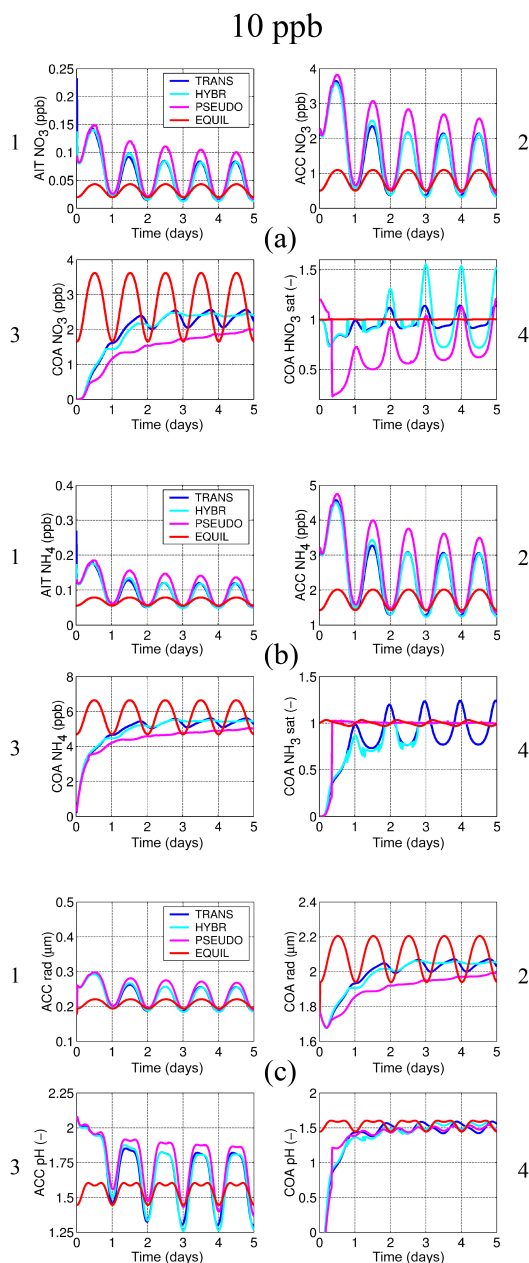 10 ppb
1
AIT NO3 (ppb)
0.25
0.2
0.15
0.1
0.05
0
TRANS
HYBR
PSEUDO
EQUIL
0 1 2 3 4 5
Time (days)
ACC NO3 (ppb)
4
3
2
1
0
0 1 2 3 4 5
Time (days)
2
(a)
3
COA NO3 (ppb)
4
3
2
1
0
0 1 2 3 4 5
Time (days)
COA HNO3 sat (−)
1.5
1
0.5
0 1 2 3 4 5
Time (days)
4
1
AIT NH4 (ppb)
0.4
0.3
0.2
0.1
0
TRANS
HYBR
PSEUDO
EQUIL
0 1 2 3 4 5
Time (days)
ACC NH4 (ppb)
5
4
3
2
1
0 1 2 3 4 5
Time (days)
2
(b)
3
COA NH4 (ppb)
8
6
4
2
0
0 1 2 3 4 5
Time (days)
COA NH3 sat (−)
1.5
1
0.5
0
0 1 2 3 4 5
Time (days)
4
1
ACC rad (µm)
0.5
0.4
0.3
0.2
0.1
TRANS
HYBR
PSEUDO
EQUIL
0 1 2 3 4 5
Time (days)
COA rad (µm)
2.4
2.2
2
1.8
1.6
0 1 2 3 4 5
Time (days)
2
(c)
3
ACC pH (−)
2.25
2
1.75
1.5
1.25
0 1 2 3 4 5
Time (days)
COA pH (−)
2
1.5
1
0.5
0
0 1 2 3 4 5
Time (days)
4